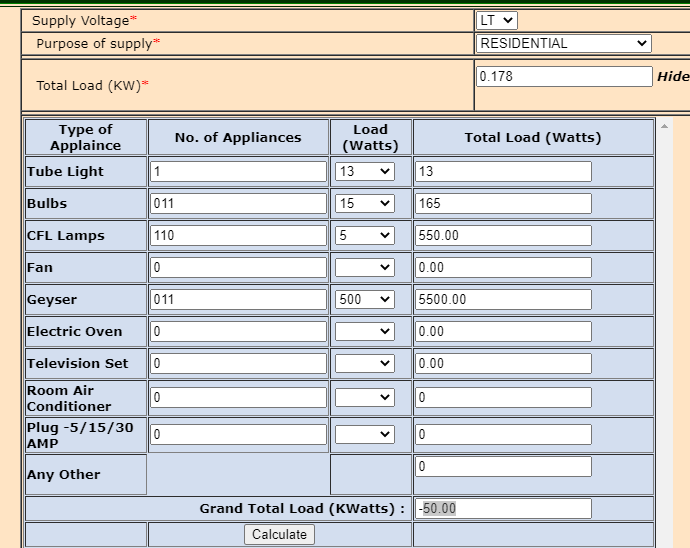 Supply Voltage* LT
Purpose of supply* RESIDENTIAL
Total Load (KW)* 0.178 Hide
Type of Applaince No. of Appliances Load (Watts) Total Load (Watts)
Tube Light 1 13 13
Bulbs 011 15 165
CFL Lamps 110 5 550.00
Fan 0 0.00
Geyser 011 500 5500.00
Electric Oven 0 0.00
Television Set 0 0.00
Room Air Conditioner 0 0
Plug -5/15/30 AMP 0 0
Any Other 0
Grand Total Load (KWatts) : -50.00
Calculate